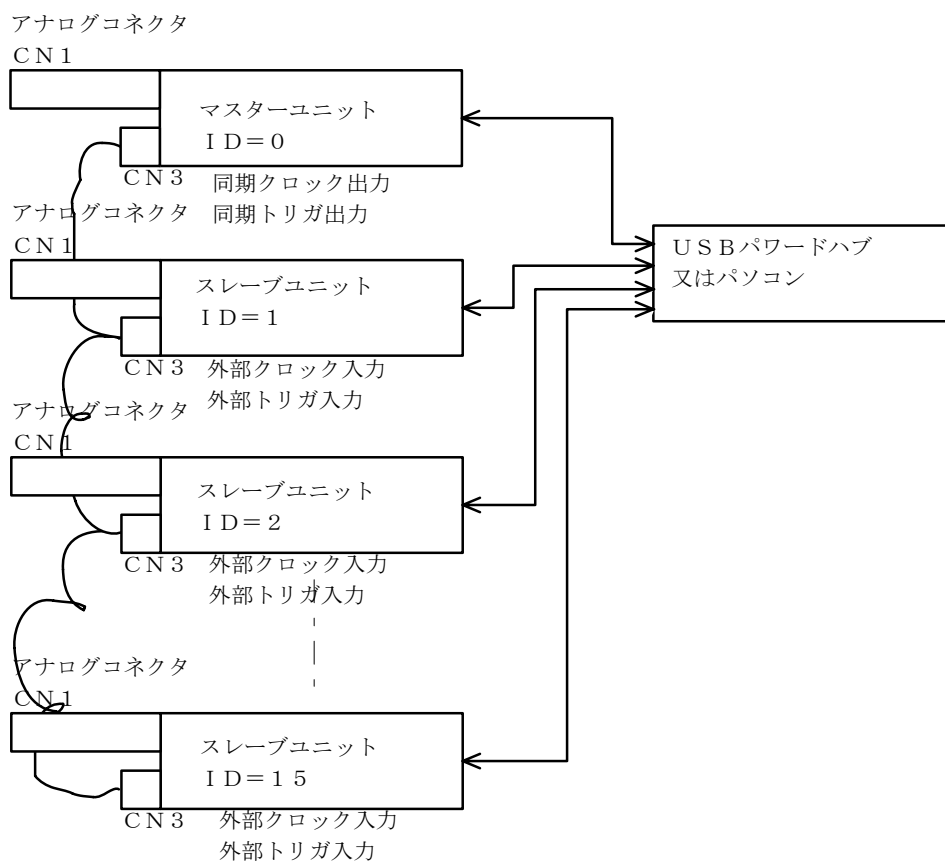 アナログコネクタ
ＣＮ１
マスターユニット
ＩＤ＝０
ＣＮ３
同期クロック出力
同期トリガ出力
アナログコネクタ
ＣＮ１
スレーブユニット
ＩＤ＝１
ＵＳＢパワードハブ
又はパソコン
ＣＮ３
外部クロック入力
外部トリガ入力
アナログコネクタ
ＣＮ１
スレーブユニット
ＩＤ＝２
ＣＮ３
外部クロック入力
外部トリガ入力
アナログコネクタ
ＣＮ１
スレーブユニット
ＩＤ＝１５
ＣＮ３
外部クロック入力
外部トリガ入力